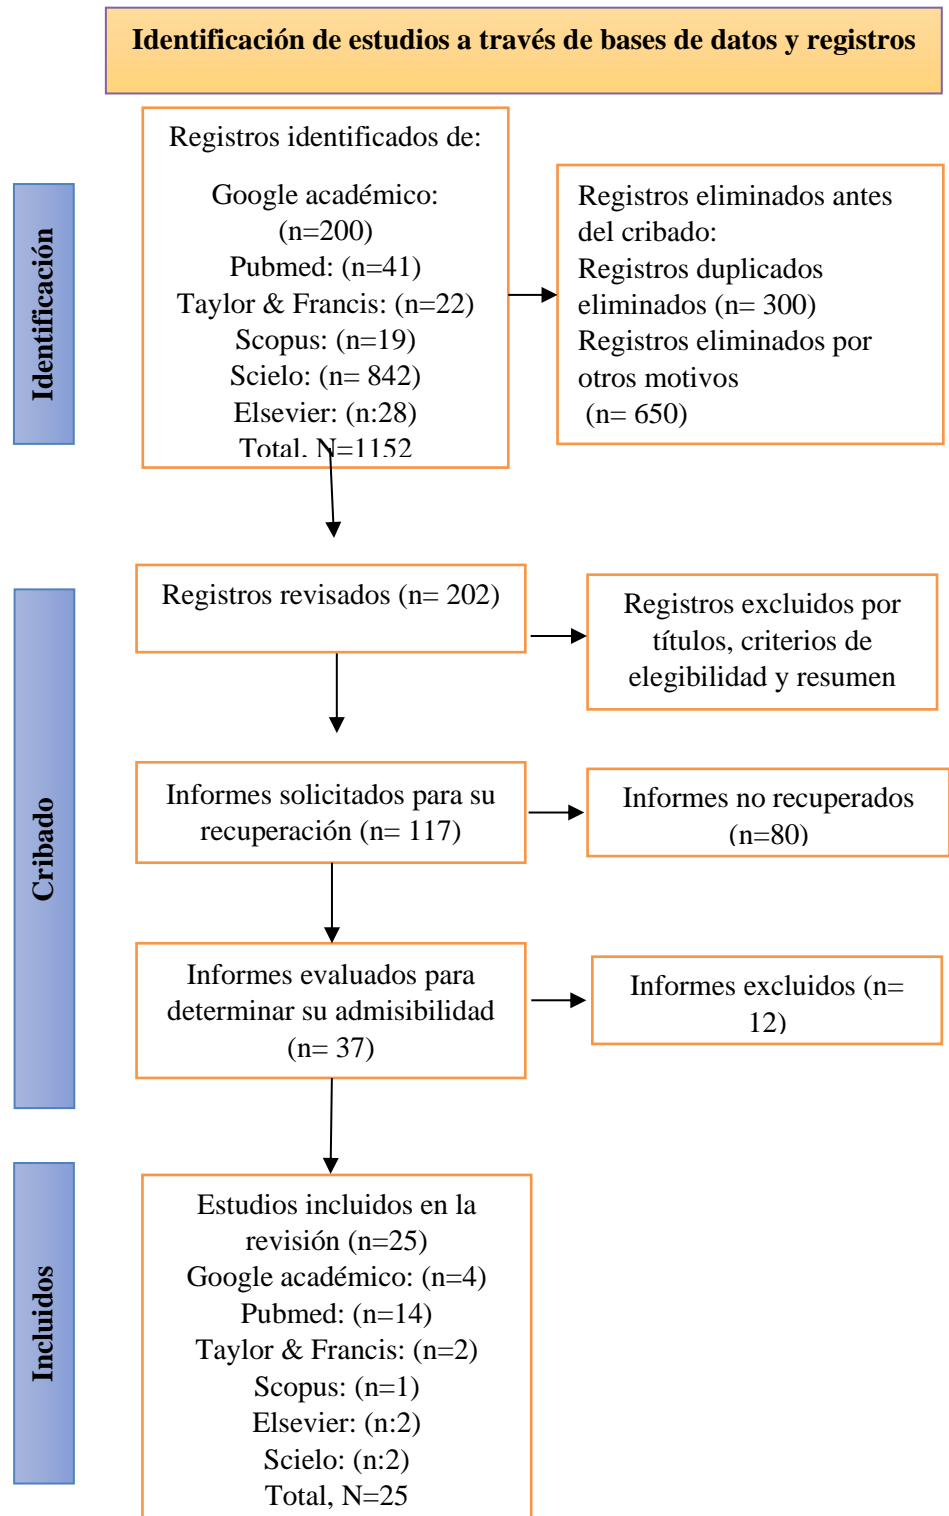 Identificación de estudios a través de bases de datos y registros
Identificación
Registros identificados de:
Google académico:
(n=200)
Pubmed: (n=41)
Taylor & Francis: (n=22)
Scopus: (n=19)
Scielo: (n= 842)
Elsevier: (n:28)
Total, N=1152
Registros eliminados antes
del cribado:
Registros duplicados
eliminados (n= 300)
Registros eliminados por
otros motivos
(n= 650)
Cribado
Registros revisados (n= 202)
Registros excluidos por
títulos, criterios de
elegibilidad y resumen
Informes solicitados para su
recuperación (n= 117)
Informes no recuperados
(n=80)
Informes evaluados para
determinar su admisibilidad
(n= 37)
Informes excluidos (n=
12)
Incluidos
Estudios incluidos en la
revisión (n=25)
Google académico: (n=4)
Pubmed: (n=14)
Taylor & Francis: (n=2)
Scopus: (n=1)
Elsevier: (n:2)
Scielo: (n:2)
Total, N=25